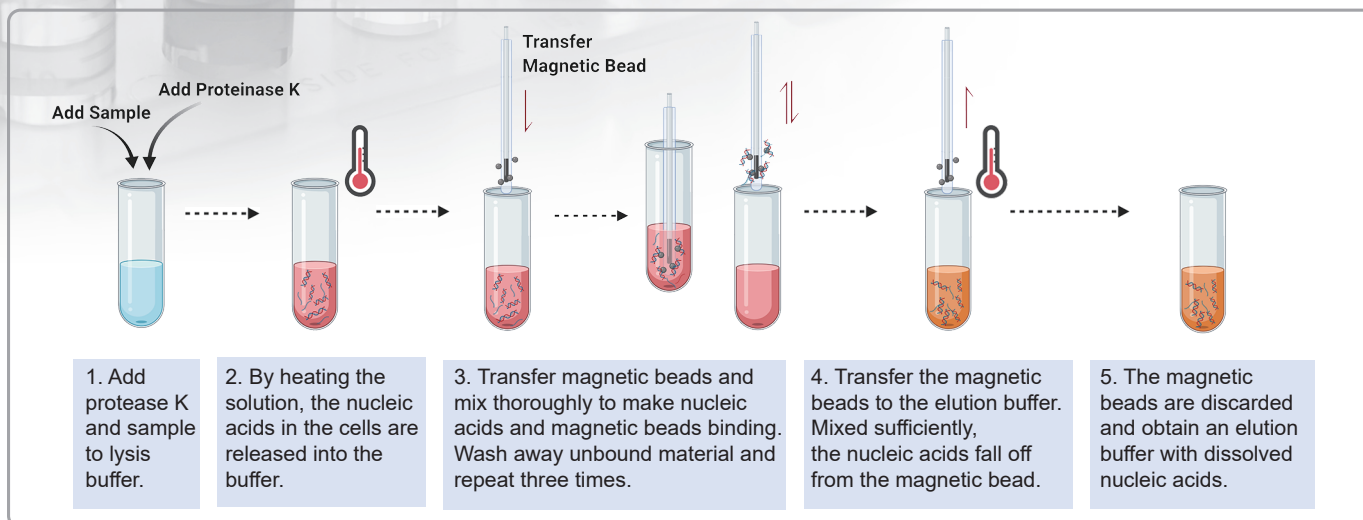 Transfer
Magnetic Bead
Add Proteinase K
Add Sample
1. Add
protease K
and sample
to lysis
buffer.
2. By heating the
solution, the nucleic
acids in the cells are
released into the
buffer.
3. Transfer magnetic beads and
mix thoroughly to make nucleic
acids and magnetic beads binding.
Wash away unbound material and
repeat three times.
4. Transfer the magnetic
beads to the elution buffer.
Mixed sufficiently,
the nucleic acids fall off
from the magnetic bead.
5. The magnetic
beads are discarded
and obtain an elution
buffer with dissolved
nucleic acids.